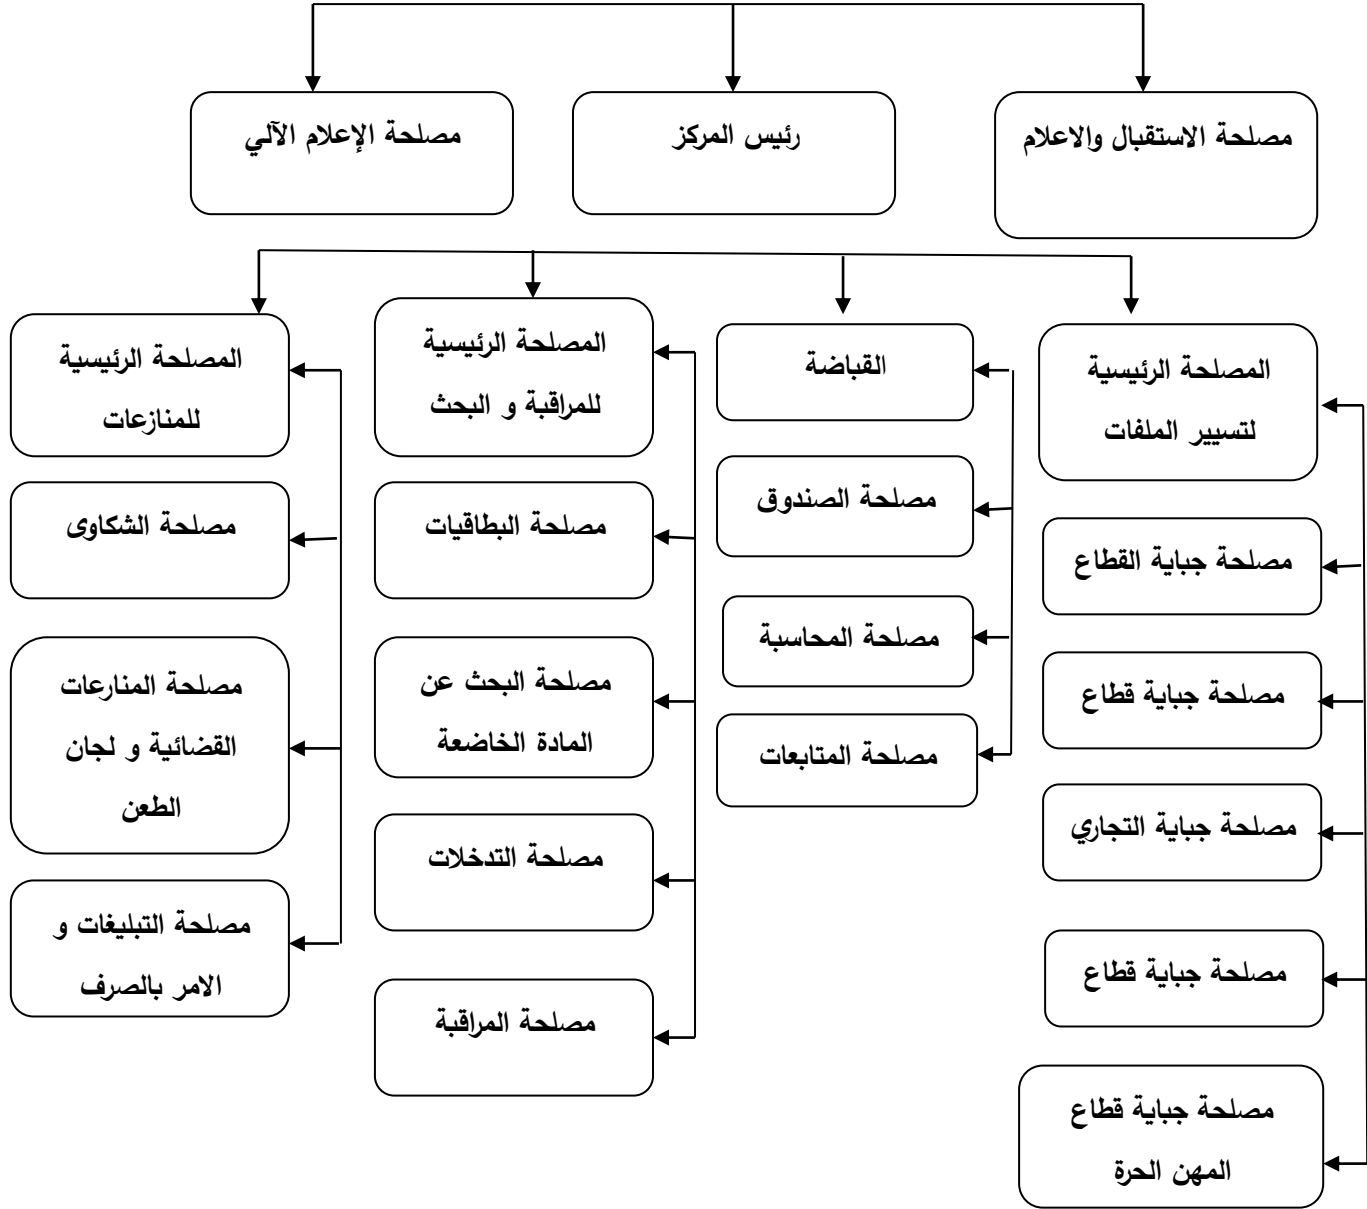 مصلحة الاستقبال والاعلام
رئيس المركز
مصلحة الإعلام الآلي
المصلحة الرئيسية
لتسيير الملفات
مصلحة جباية القطاع
مصلحة جباية قطاع
مصلحة جباية التجاري
مصلحة جباية قطاع
مصلحة جباية قطاع
المهن الحرة
القباضة
مصلحة الصندوق
مصلحة المحاسبة
مصلحة المتابعات
المصلحة الرئيسية
للمراقبة و البحث
مصلحة البطاقيات
مصلحة البحث عن
المادة الخاضعة
مصلحة التدخلات
مصلحة المراقبة
المصلحة الرئيسية
للمنازعات
مصلحة الشكاوى
مصلحة المنارعات
القضائية و لجان
الطعن
مصلحة التبليغات و
الامر بالصرف